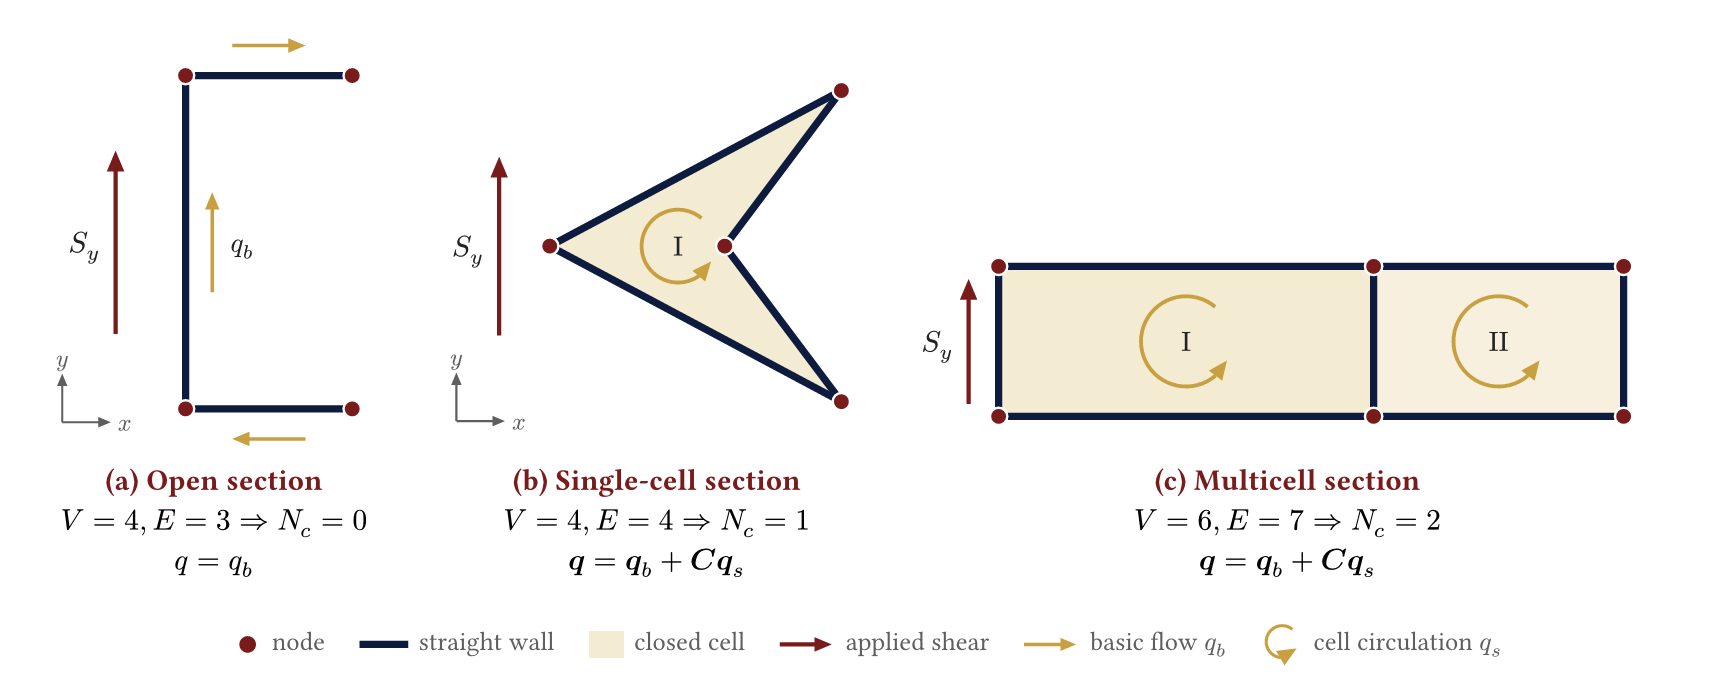 S_y
q_b
y
x
(a) Open section
V = 4, E = 3 ⇒ N_c = 0
q = q_b
S_y
I
y
x
(b) Single-cell section
V = 4, E = 4 ⇒ N_c = 1
q = q_b + Cq_s
S_y
I
II
(c) Multicell section
V = 6, E = 7 ⇒ N_c = 2
q = q_b + Cq_s
node straight wall closed cell applied shear basic flow q_b cell circulation q_s